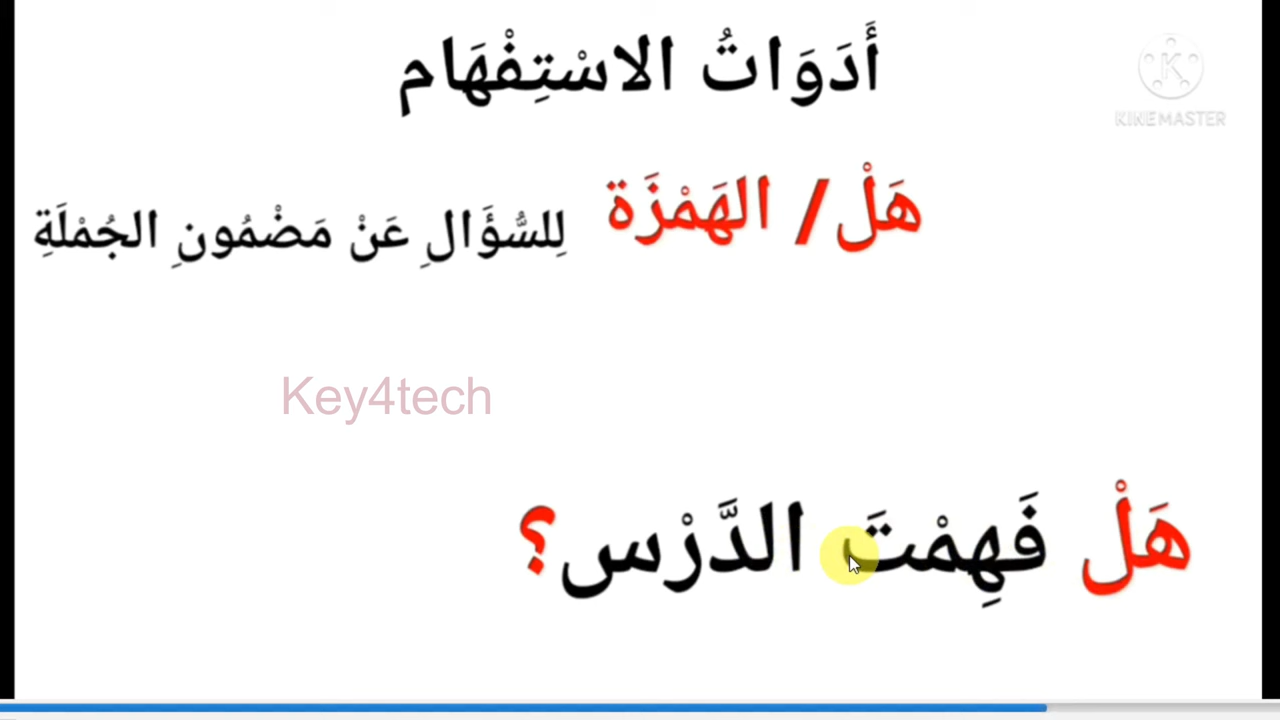 أَدَوَاتُ الاسْتِفْهَام
KINEMASTER
هَلْ / الهَمْزَة لِلسُّؤَالِ عَنْ مَضْمُونِ الجُمْلَةِ
Key4tech
هَلْ فَهِمْتَ الدَّرْس؟